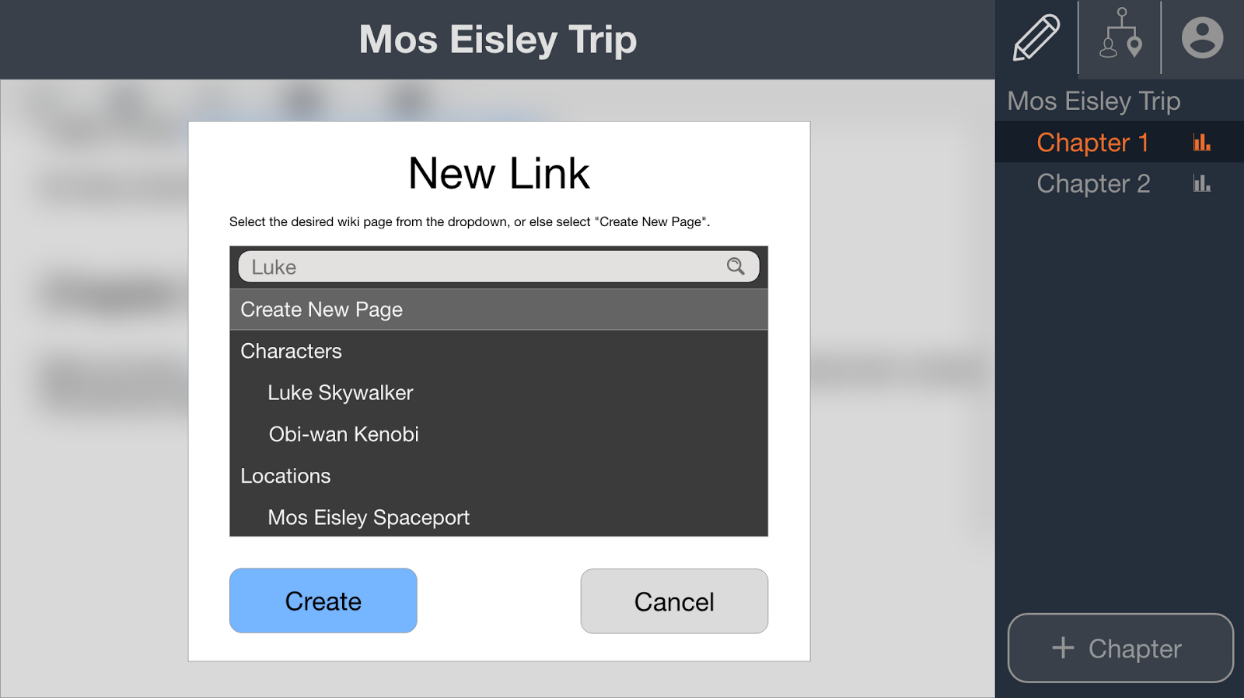 Mos Eisley Trip
New Link
Select the desired wiki page from the dropdown, or else select "Create New Page".
Luke
Create New Page
Characters
Luke Skywalker
Obi-wan Kenobi
Locations
Mos Eisley Spaceport
Create
Cancel
Mos Eisley Trip
Chapter 1
Chapter 2
+ Chapter